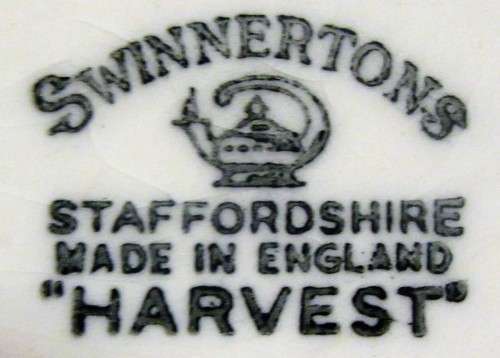 SWINNERTONS
STAFFORDSHIRE
MADE IN ENGLAND
"HARVEST"